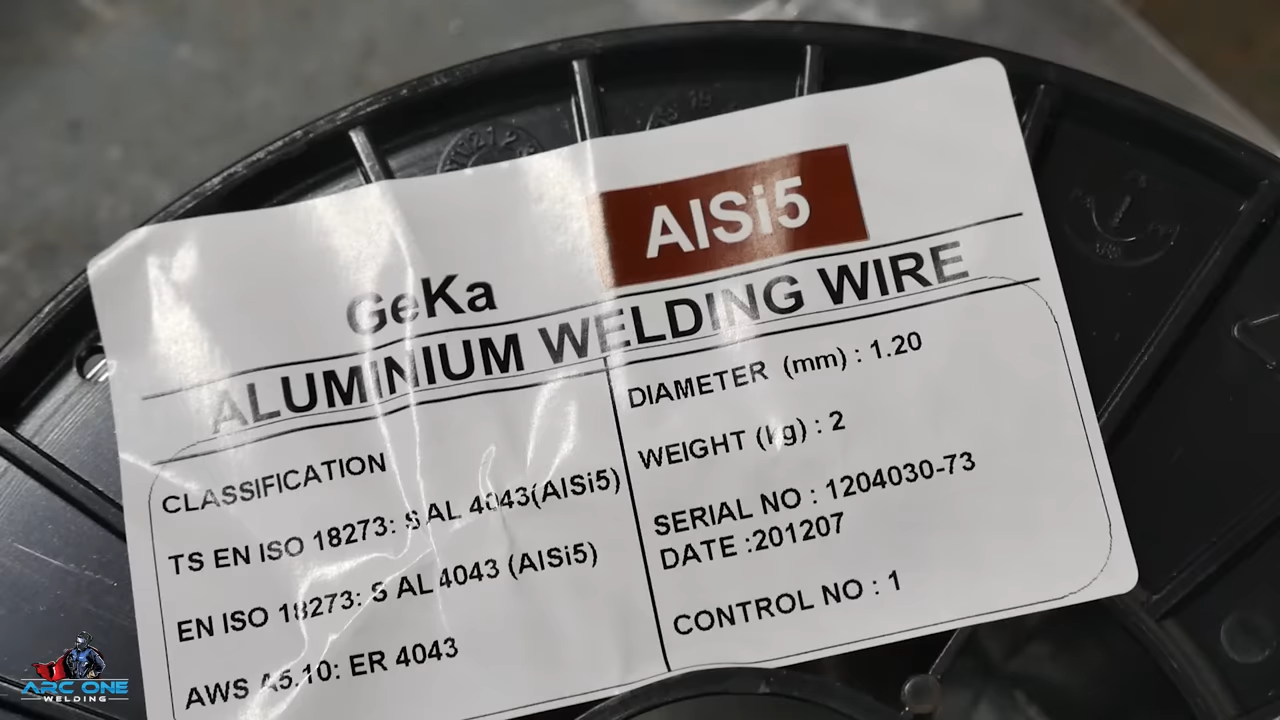 AlSi5
GeKa
ALUMINIUM WELDING WIRE
CLASSIFICATION
TS EN ISO 18273: S AL 4043(AlSi5)
EN ISO 18273: S AL 4043 (AlSi5)
AWS A5.10: ER 4043
DIAMETER (mm) : 1.20
WEIGHT (kg) : 2
SERIAL NO : 1204030-73
DATE :201207
CONTROL NO : 1
ARC ONE
WELDING